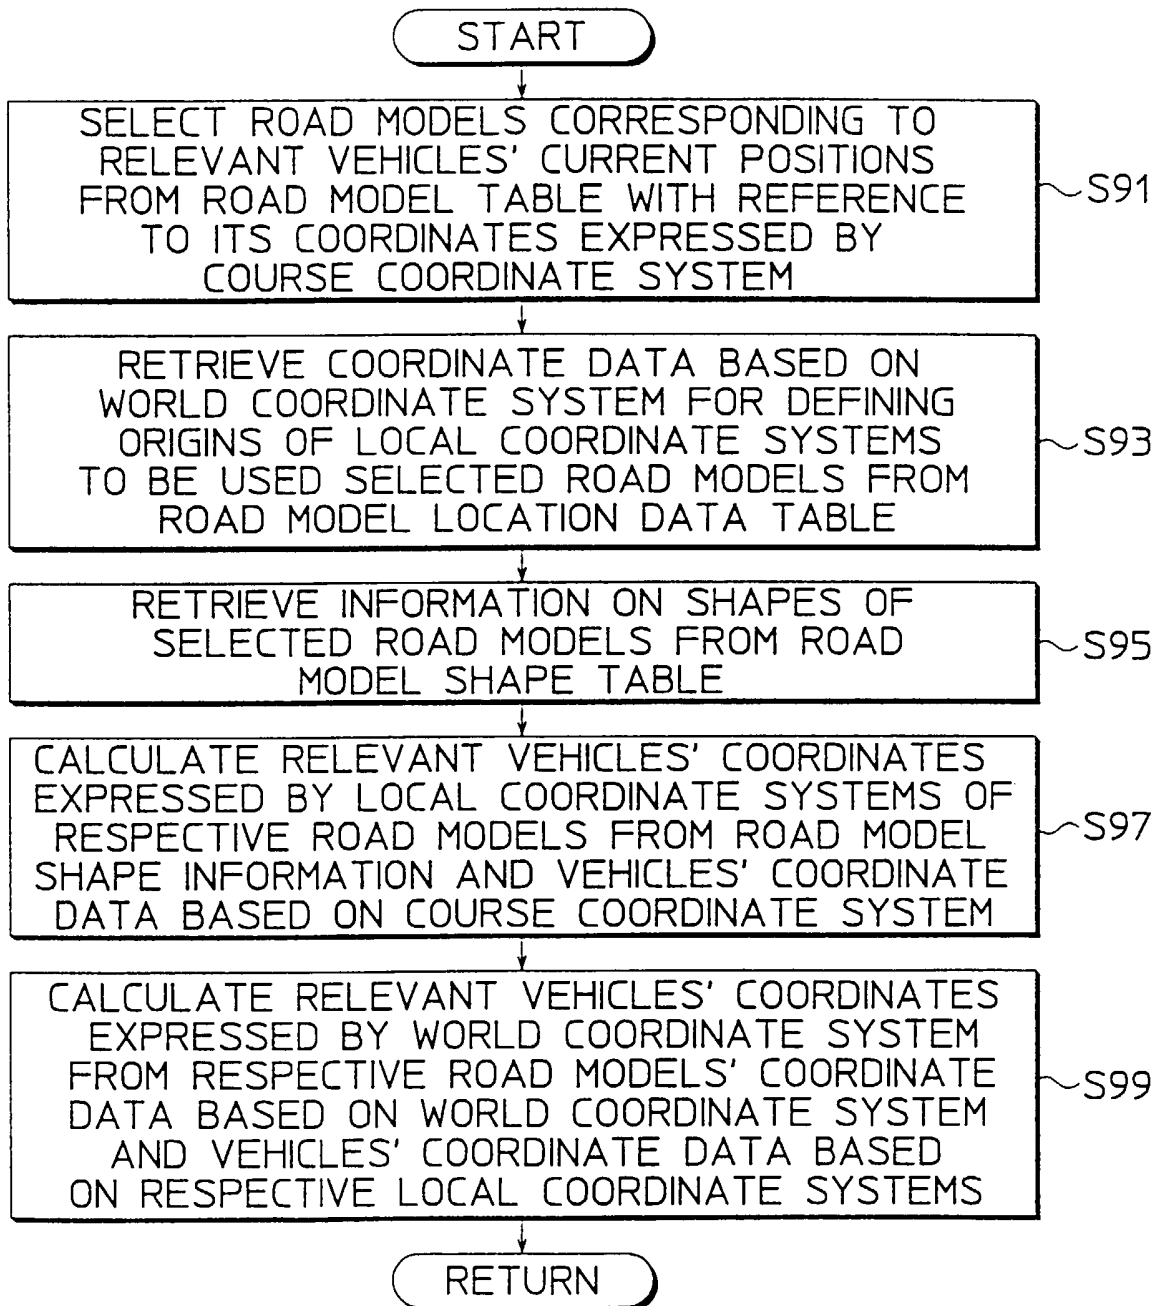 START
SELECT ROAD MODELS CORRESPONDING TO
RELEVANT VEHICLES' CURRENT POSITIONS
FROM ROAD MODEL TABLE WITH REFERENCE
TO ITS COORDINATES EXPRESSED BY
COURSE COORDINATE SYSTEM
S91
RETRIEVE COORDINATE DATA BASED ON
WORLD COORDINATE SYSTEM FOR DEFINING
ORIGINS OF LOCAL COORDINATE SYSTEMS
TO BE USED SELECTED ROAD MODELS FROM
ROAD MODEL LOCATION DATA TABLE
S93
RETRIEVE INFORMATION ON SHAPES OF
SELECTED ROAD MODELS FROM ROAD
MODEL SHAPE TABLE
S95
CALCULATE RELEVANT VEHICLES' COORDINATES
EXPRESSED BY LOCAL COORDINATE SYSTEMS OF
RESPECTIVE ROAD MODELS FROM ROAD MODEL
SHAPE INFORMATION AND VEHICLES' COORDINATE
DATA BASED ON COURSE COORDINATE SYSTEM
S97
CALCULATE RELEVANT VEHICLES' COORDINATES
EXPRESSED BY WORLD COORDINATE SYSTEM
FROM RESPECTIVE ROAD MODELS' COORDINATE
DATA BASED ON WORLD COORDINATE SYSTEM
AND VEHICLES' COORDINATE DATA BASED
ON RESPECTIVE LOCAL COORDINATE SYSTEMS
S99
RETURN